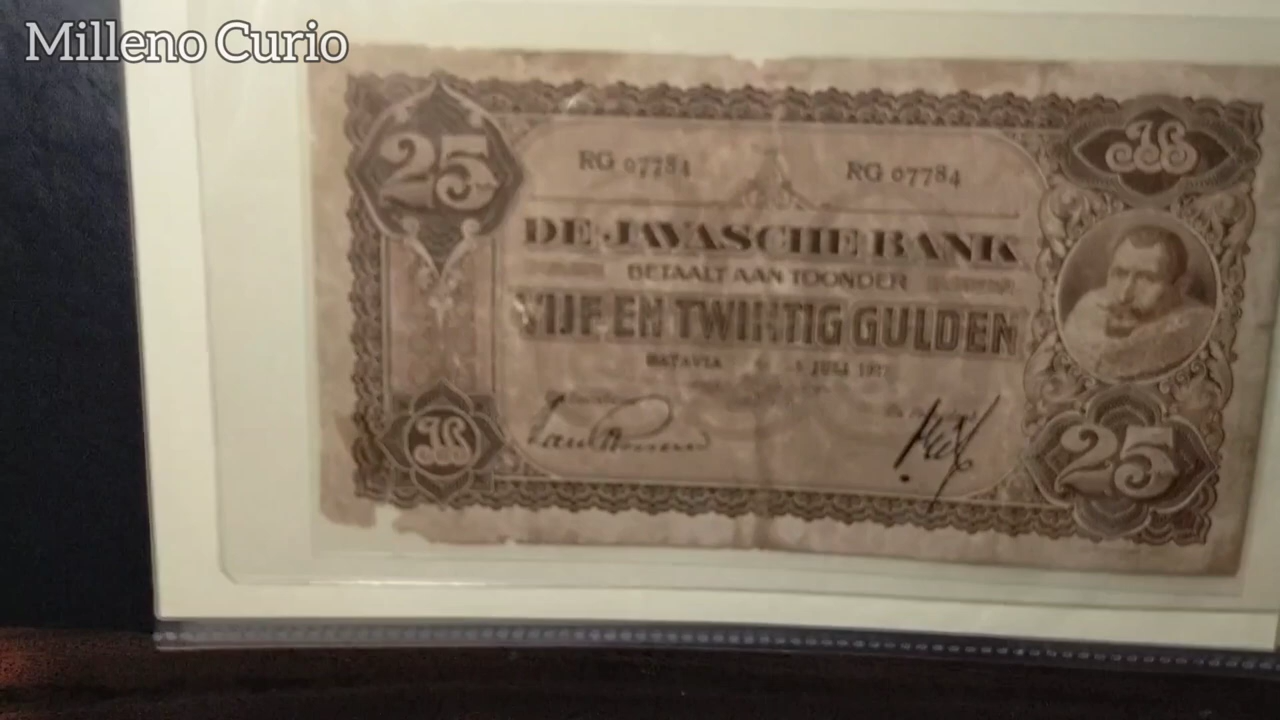 Milleno Curio
25
RG 07784
RG 07784
JB
DE JAVASCHE BANK
BETAALT AAN TOONDER
VIJF EN TWINTIG GULDEN
BATAVIA JULI
JB
25